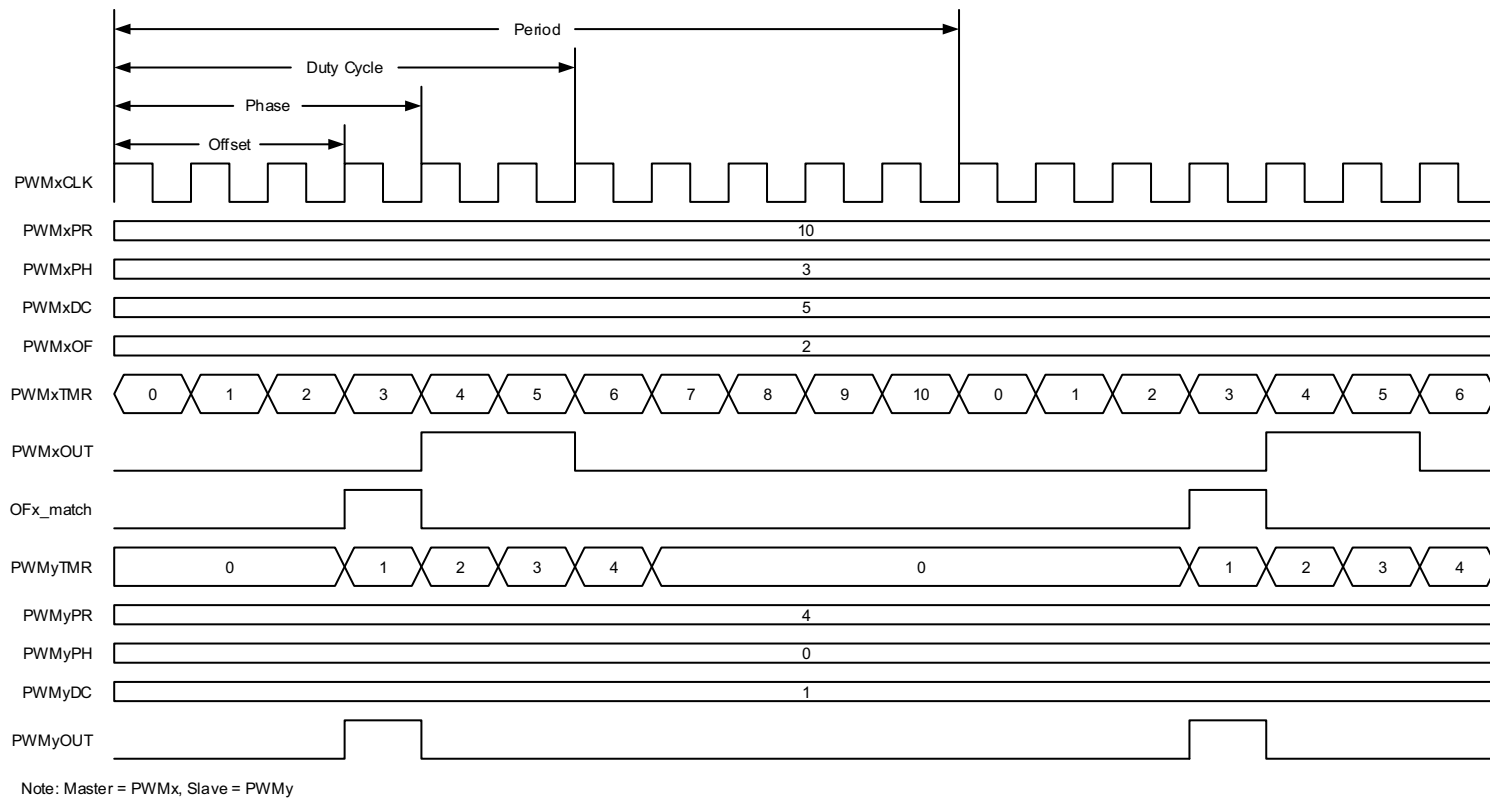 Period
Duty Cycle
Phase
Offset
PWMxCLK
PWMxPR 10
PWMxPH 3
PWMxDC 5
PWMxOF 2
PWMxTMR 0 1 2 3 4 5 6 7 8 9 10 0 1 2 3 4 5 6
PWMxOUT
OFx_match
PWMyTMR 0 1 2 3 4 0 1 2 3 4
PWMyPR 4
PWMyPH 0
PWMyDC 1
PWMyOUT
Note: Master = PWMx, Slave = PWMy